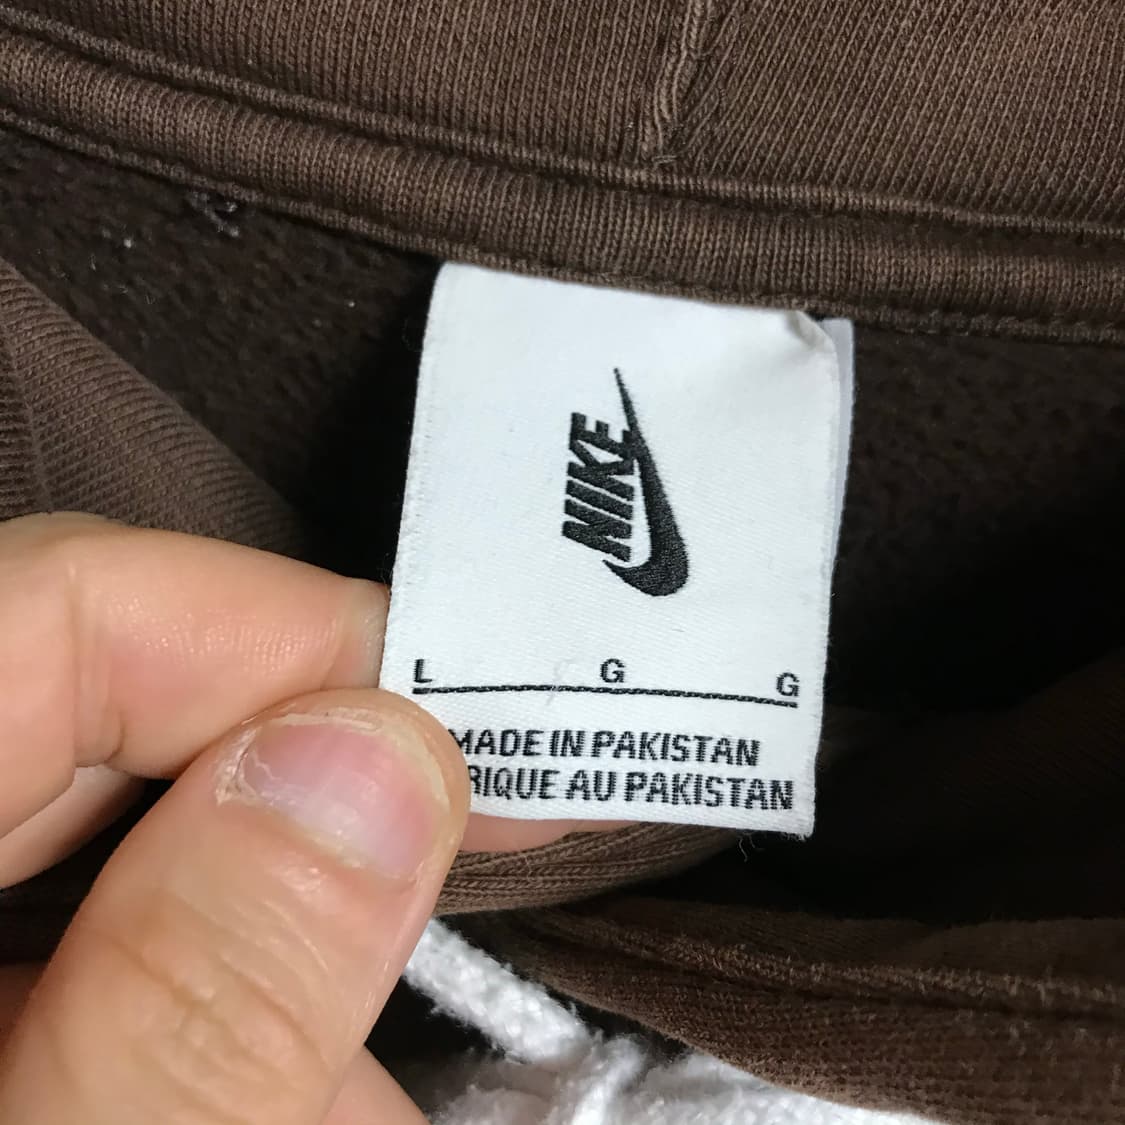 NIKE
L G G
MADE IN PAKISTAN
RIQUE AU PAKISTAN